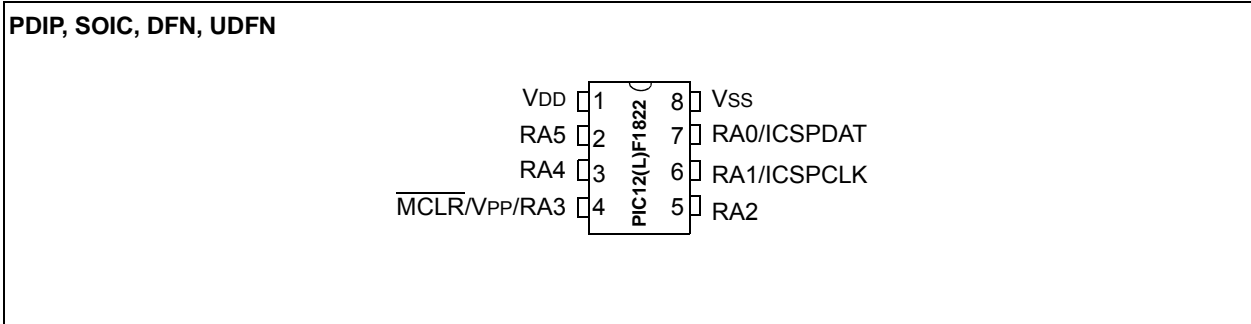 PDIP, SOIC, DFN, UDFN
VDD 1 8 VSS
RA5 2 7 RA0/ICSPDAT
RA4 3 6 RA1/ICSPCLK
MCLR/VPP/RA3 4 5 RA2
PIC12(L)F1822